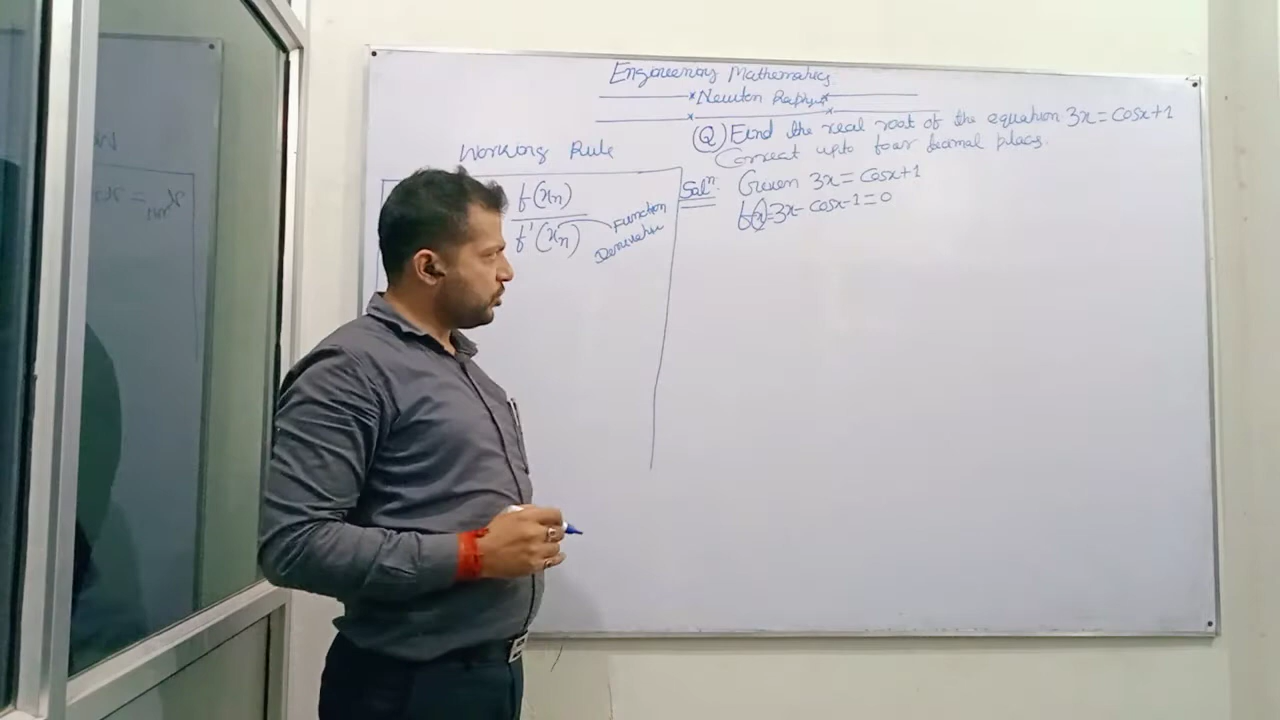 Engineering Mathematics
Newton Raphson
(Q) Find the real root of the equation 3x = cosx+1
Correct upto four decimal places.
Working Rule
f(xn)
f'(xn)
Function
Derivative
Solⁿ: Given 3x = cosx+1
f(x)=3x-cosx-1=0